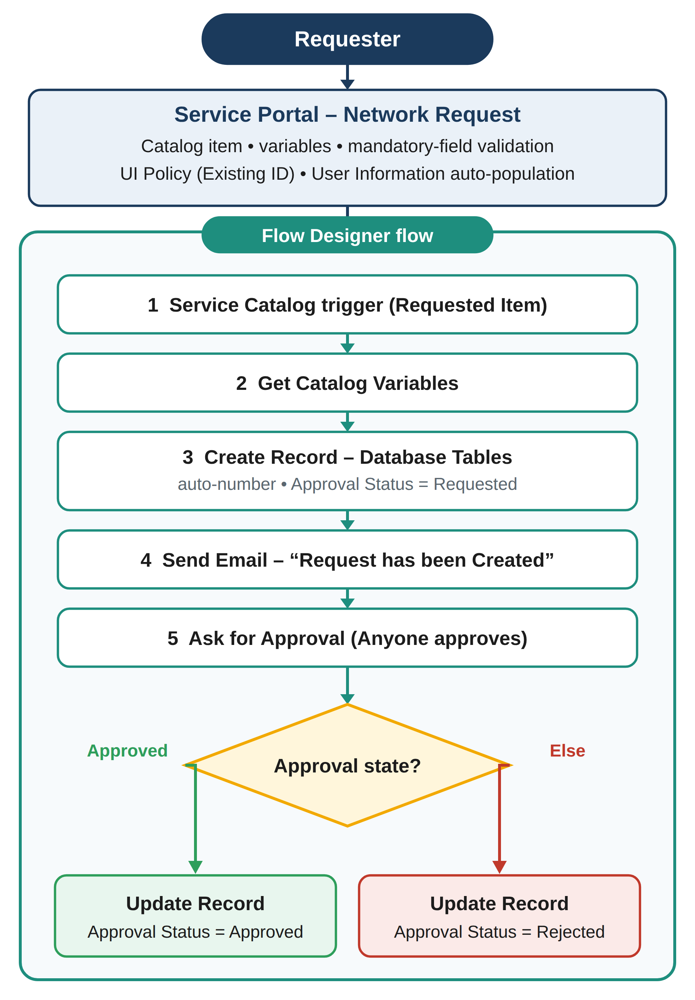 Requester
Service Portal – Network Request
Catalog item • variables • mandatory-field validation
UI Policy (Existing ID) • User Information auto-population
Flow Designer flow
1 Service Catalog trigger (Requested Item)
2 Get Catalog Variables
3 Create Record – Database Tables
auto-number • Approval Status = Requested
4 Send Email – “Request has been Created”
5 Ask for Approval (Anyone approves)
Approved
Else
Approval state?
Update Record
Approval Status = Approved
Update Record
Approval Status = Rejected